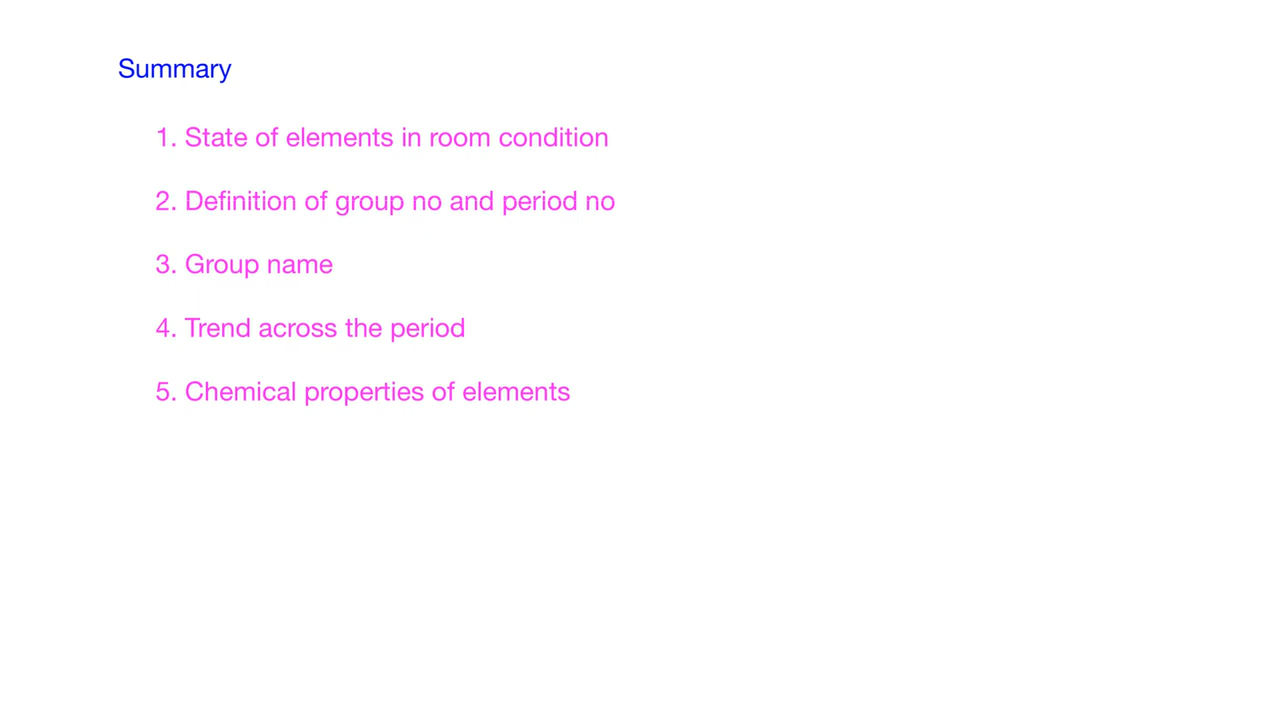 Summary
1. State of elements in room condition
2. Definition of group no and period no
3. Group name
4. Trend across the period
5. Chemical properties of elements